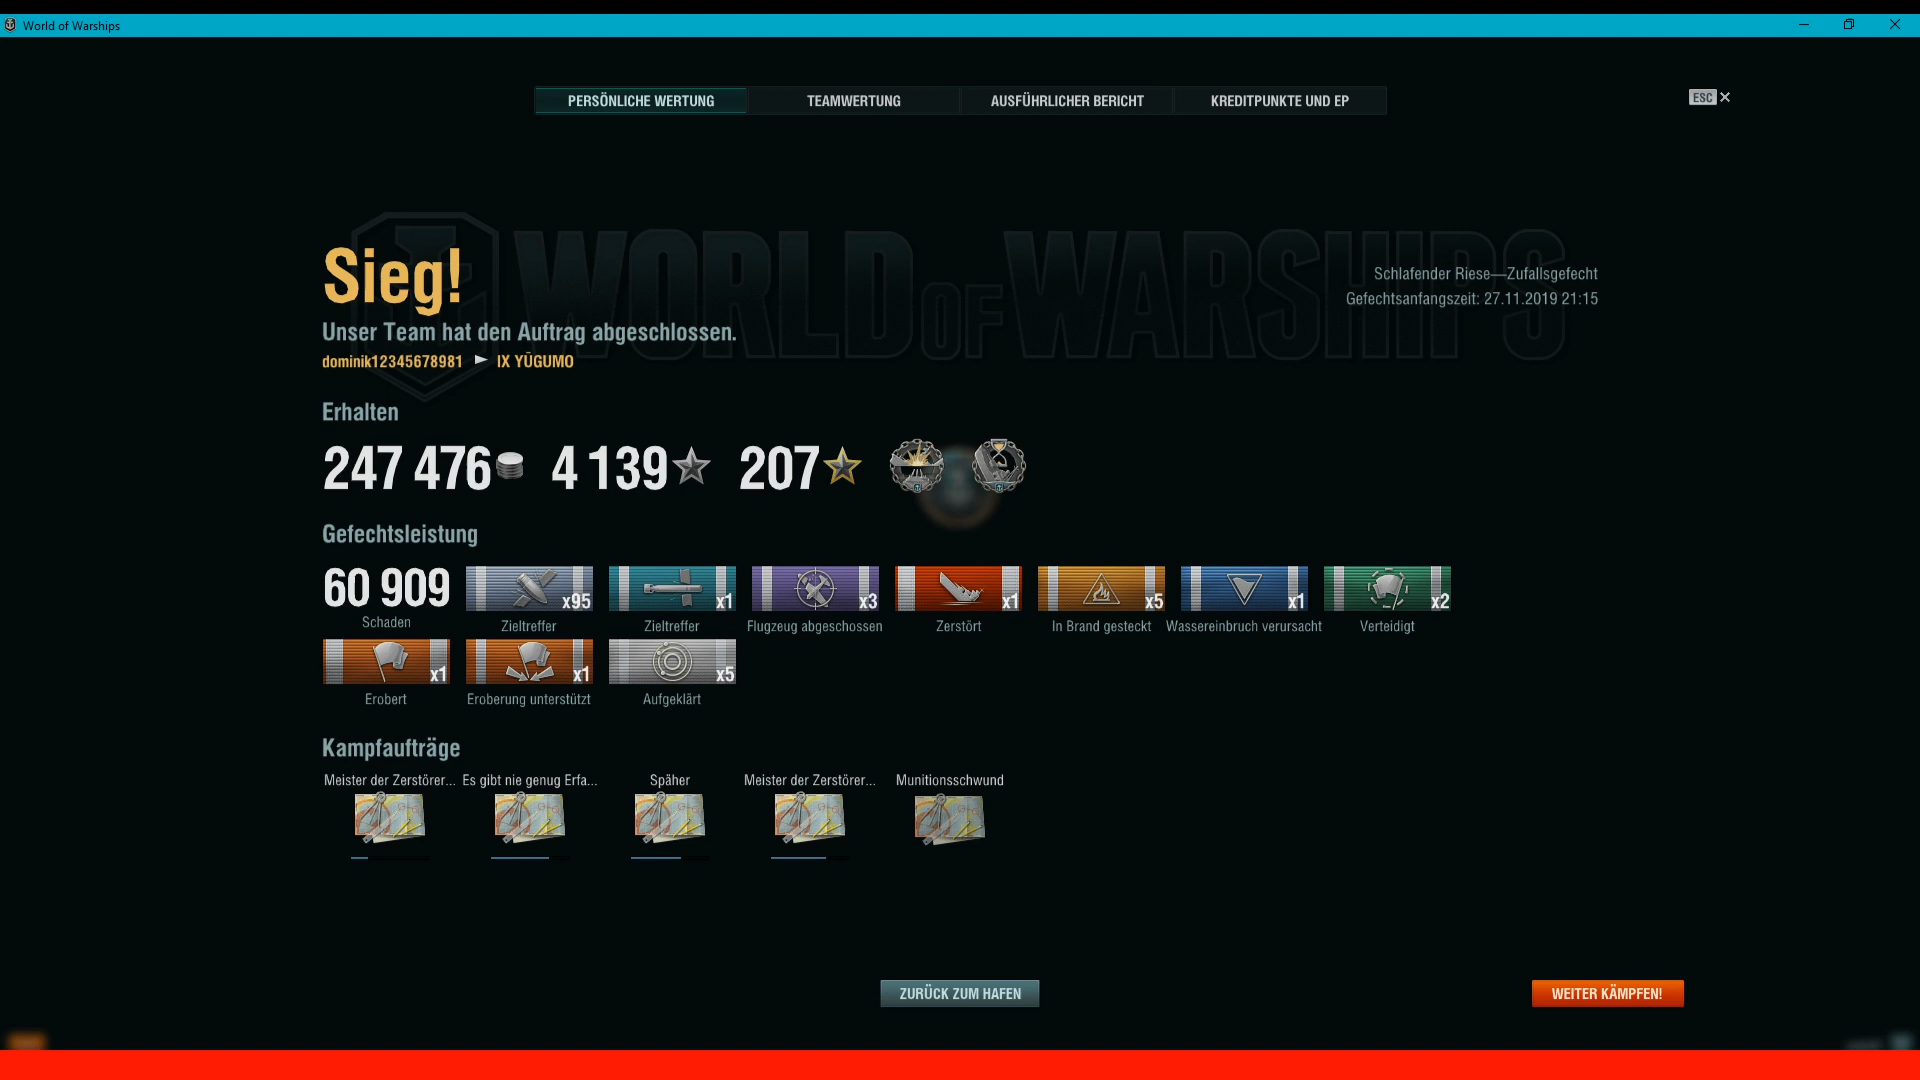 World of Warships
PERSÖNLICHE WERTUNG
TEAMWERTUNG
AUSFÜHRLICHER BERICHT
KREDITPUNKTE UND EP
ESC
WORLD OF WARSHIPS
Sieg!
Schlafender Riese—Zufallsgefecht
Gefechtsanfangszeit: 27.11.2019 21:15
Unser Team hat den Auftrag abgeschlossen.
dominik12345678981 IX YŪGUMO
Erhalten
247 476 4 139 207
Gefechtsleistung
60 909 x95 x1 x3 x1 x5 x1 x2
Schaden Zieltreffer Zieltreffer Flugzeug abgeschossen Zerstört In Brand gesteckt Wassereinbruch verursacht Verteidigt
x1 x1 x5
Erobert Eroberung unterstützt Aufgeklärt
Kampfaufträge
Meister der Zerstörer... Es gibt nie genug Erfa... Späher Meister der Zerstörer... Munitionsschwund
ZURÜCK ZUM HAFEN
WEITER KÄMPFEN!